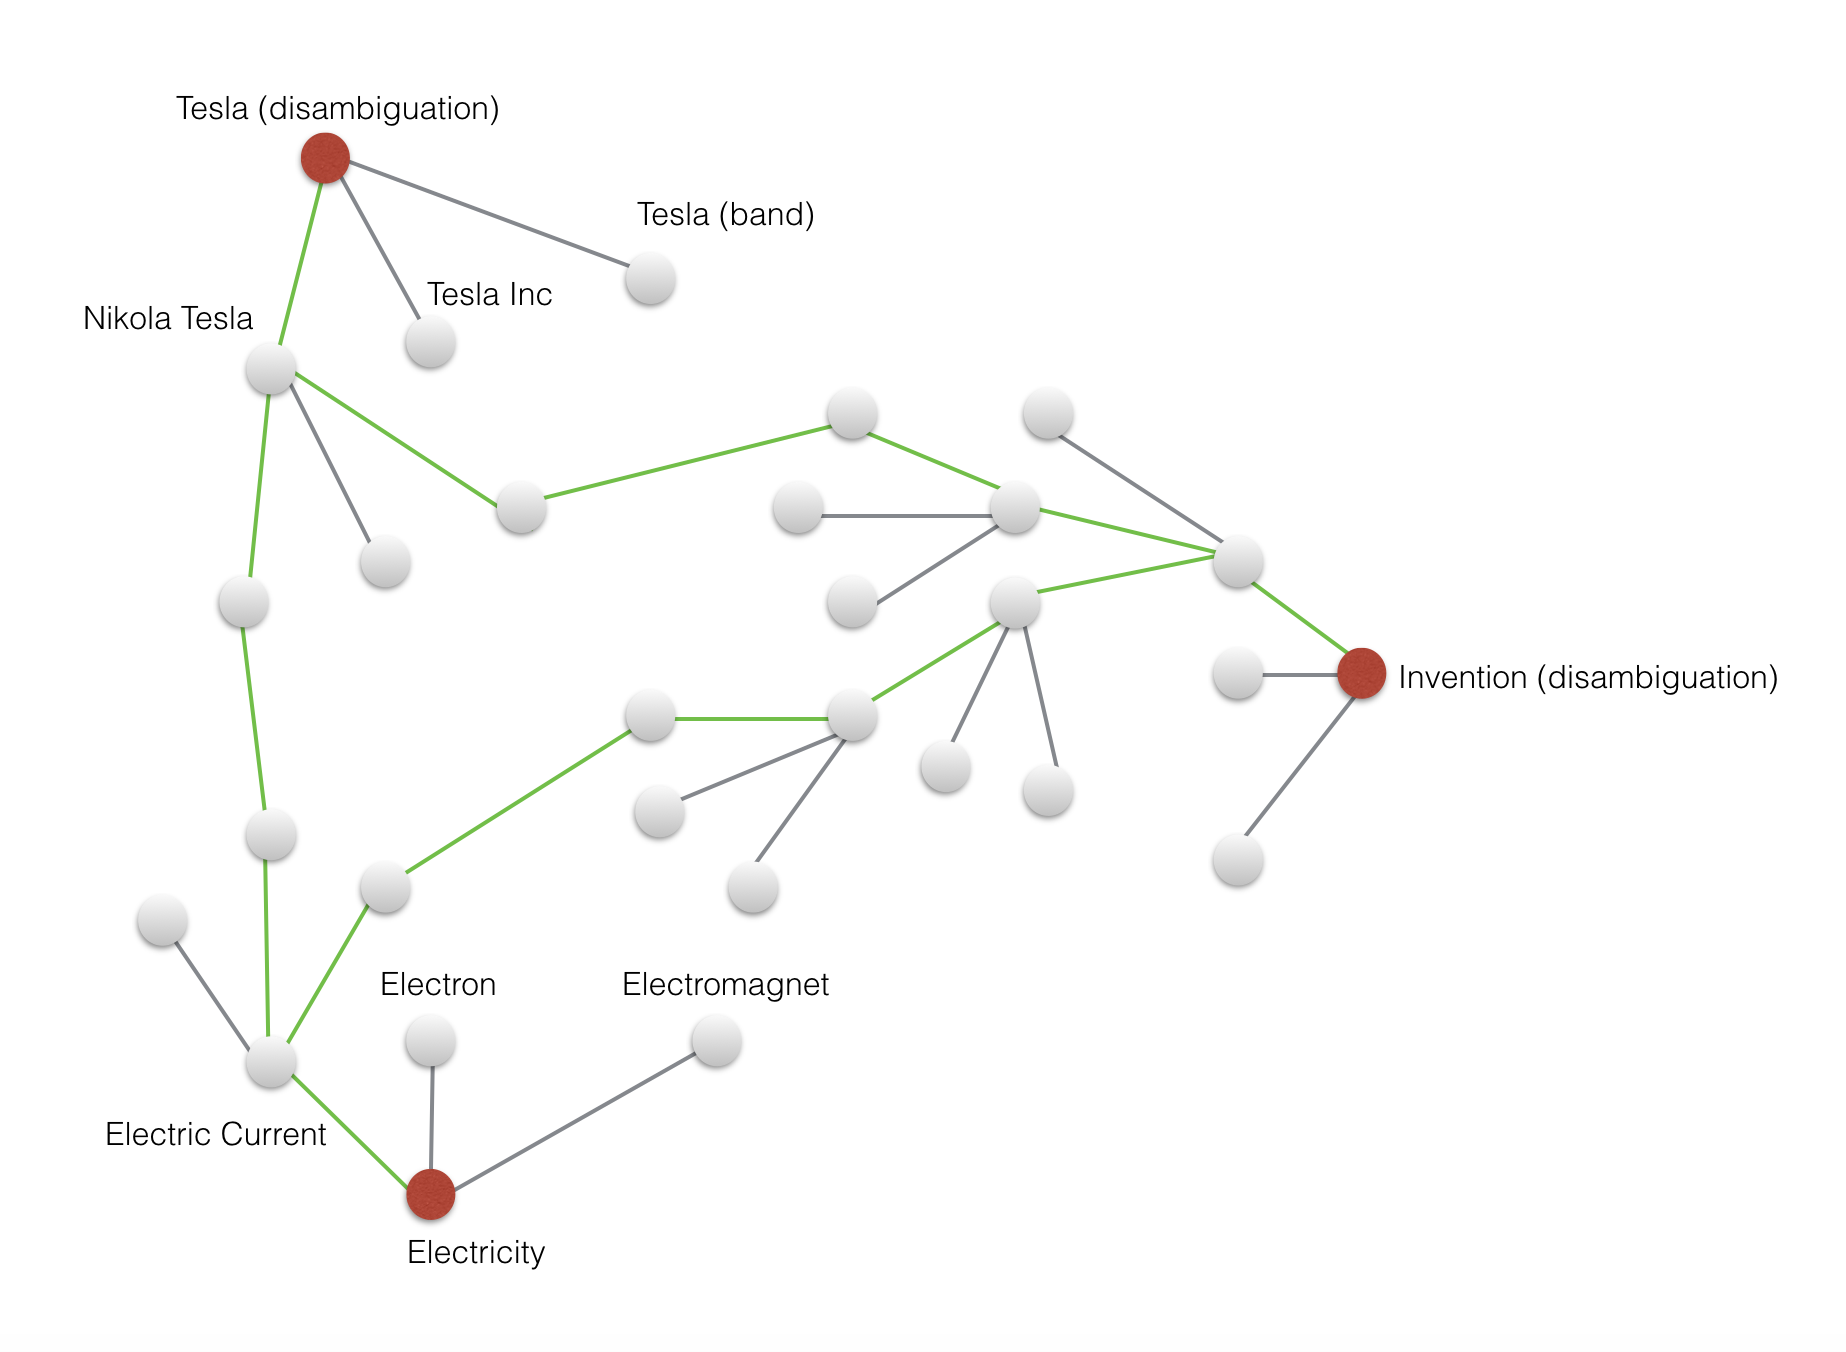 Tesla (disambiguation)
Tesla (band)
Tesla Inc
Nikola Tesla
Invention (disambiguation)
Electron
Electromagnet
Electric Current
Electricity